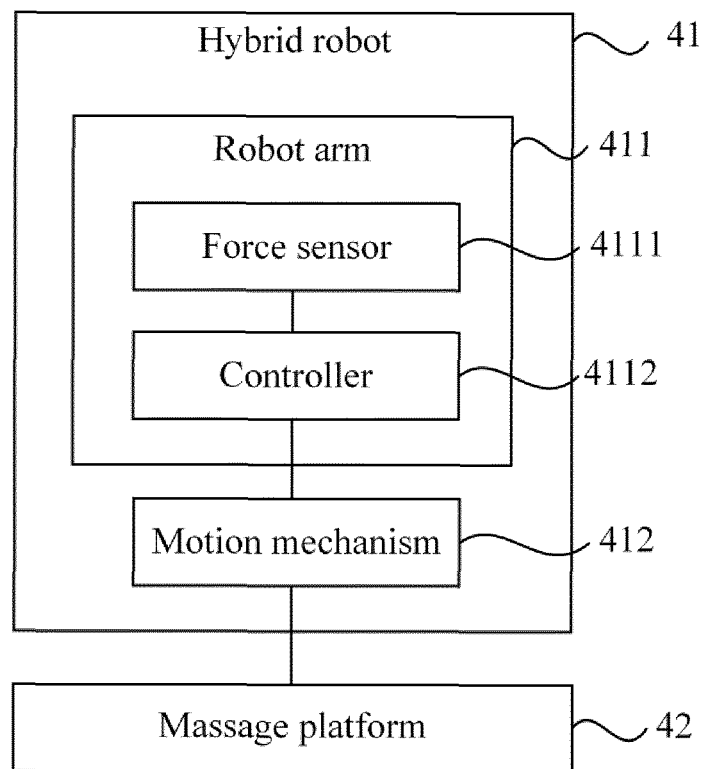 Hybrid robot
41
Robot arm
411
Force sensor
4111
Controller
4112
Motion mechanism
412
Massage platform
42